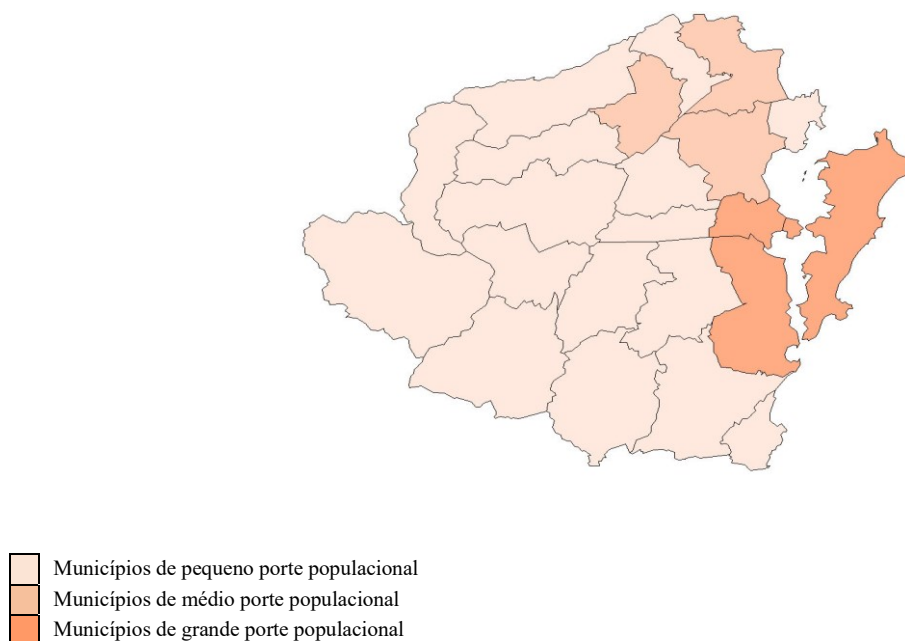 Municípios de pequeno porte populacional
Municípios de médio porte populacional
Municípios de grande porte populacional